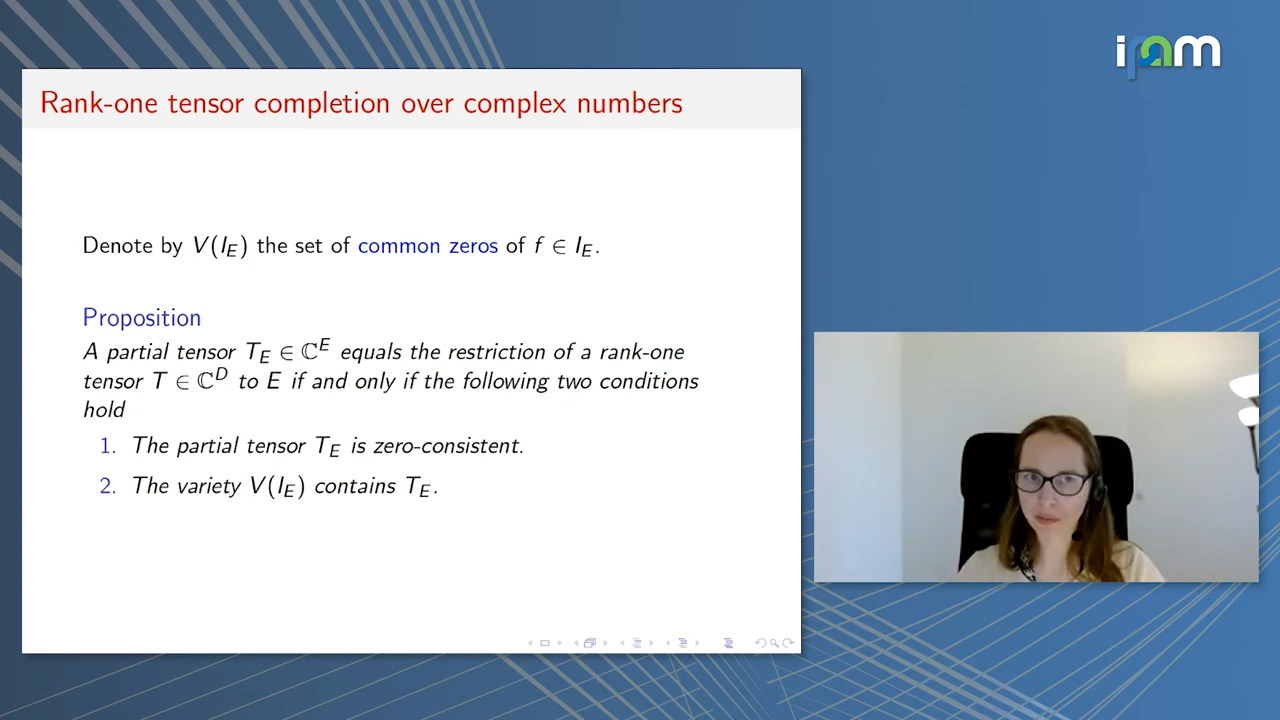 ipam
Rank-one tensor completion over complex numbers
Denote by V(I_E) the set of common zeros of f ∈ I_E.
Proposition
A partial tensor T_E ∈ ℂ^E equals the restriction of a rank-one
tensor T ∈ ℂ^D to E if and only if the following two conditions
hold
1. The partial tensor T_E is zero-consistent.
2. The variety V(I_E) contains T_E.